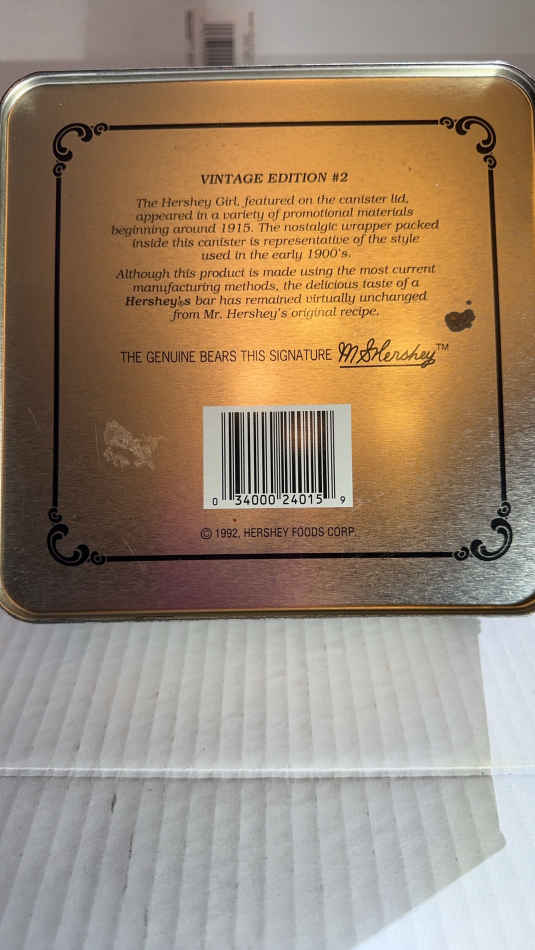 VINTAGE EDITION #2
The Hershey Girl, featured on the canister lid,
appeared in a variety of promotional materials
beginning around 1915. The nostalgic wrapper packed
inside this canister is representative of the style
used in the early 1900's.
Although this product is made using the most current
manufacturing methods, the delicious taste of a
Hershey's bar has remained virtually unchanged
from Mr. Hershey's original recipe.
THE GENUINE BEARS THIS SIGNATURE M.S. Hershey™
0 34000 24015 9
© 1992, HERSHEY FOODS CORP.